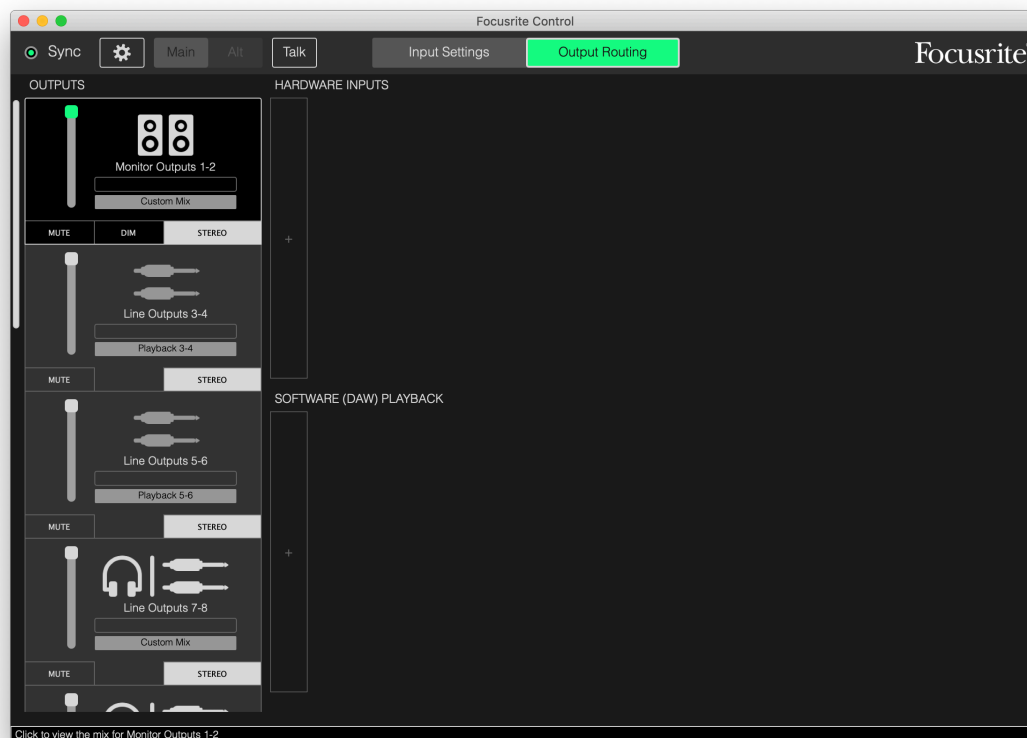 Focusrite Control
Sync
Main
Alt
Talk
Input Settings
Output Routing
Focusrite
OUTPUTS
HARDWARE INPUTS
Monitor Outputs 1-2
Custom Mix
MUTE
DIM
STEREO
+
Line Outputs 3-4
Playback 3-4
MUTE
STEREO
SOFTWARE (DAW) PLAYBACK
Line Outputs 5-6
Playback 5-6
MUTE
STEREO
+
Line Outputs 7-8
Custom Mix
MUTE
STEREO
Click to view the mix for Monitor Outputs 1-2